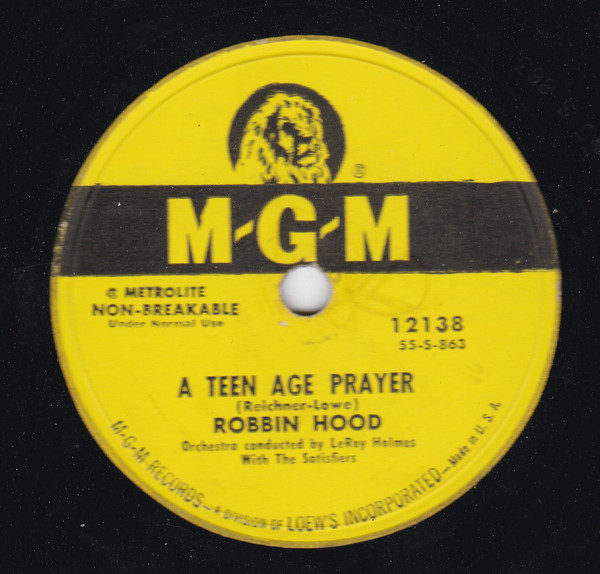 ®
M-G-M
® METROLITE
NON-BREAKABLE
Under Normal Use
12138
55-S-863
A TEEN AGE PRAYER
(Reichner-Lowe)
ROBBIN HOOD
Orchestra conducted by LeRoy Holmes
With The Satisfiers
M-G-M RECORDS—A DIVISION OF LOEW'S INCORPORATED—Made in U. S. A.